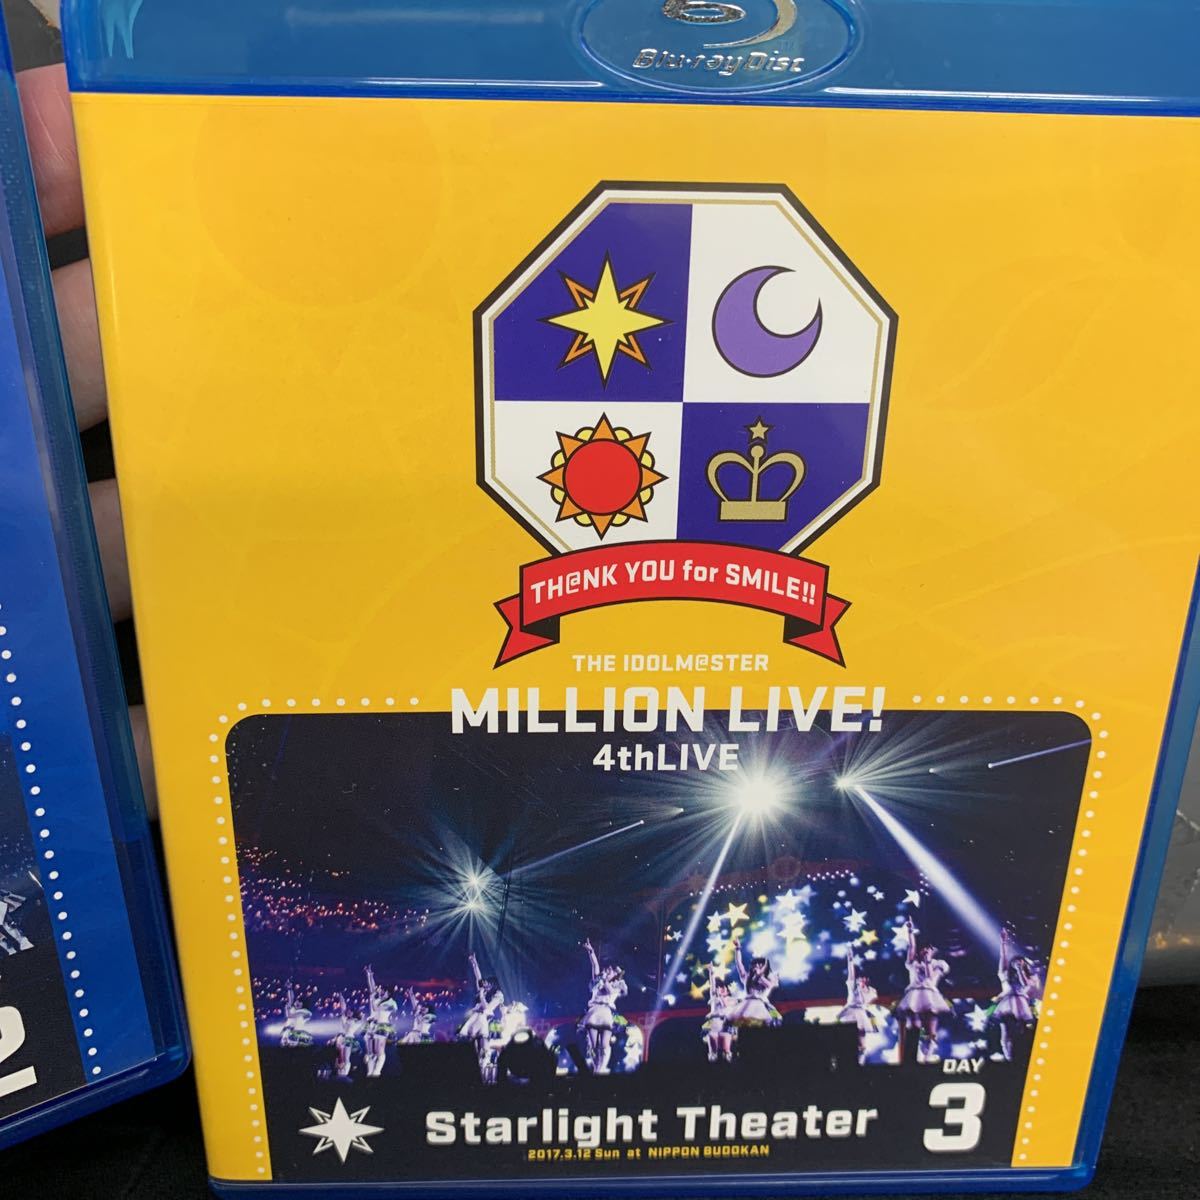 Blu-ray Disc
TH@NK YOU for SMILE!!
THE IDOLM@STER
MILLION LIVE!
4thLIVE
DAY
3
Starlight Theater
2017.3.12 Sun at NIPPON BUDOKAN
2